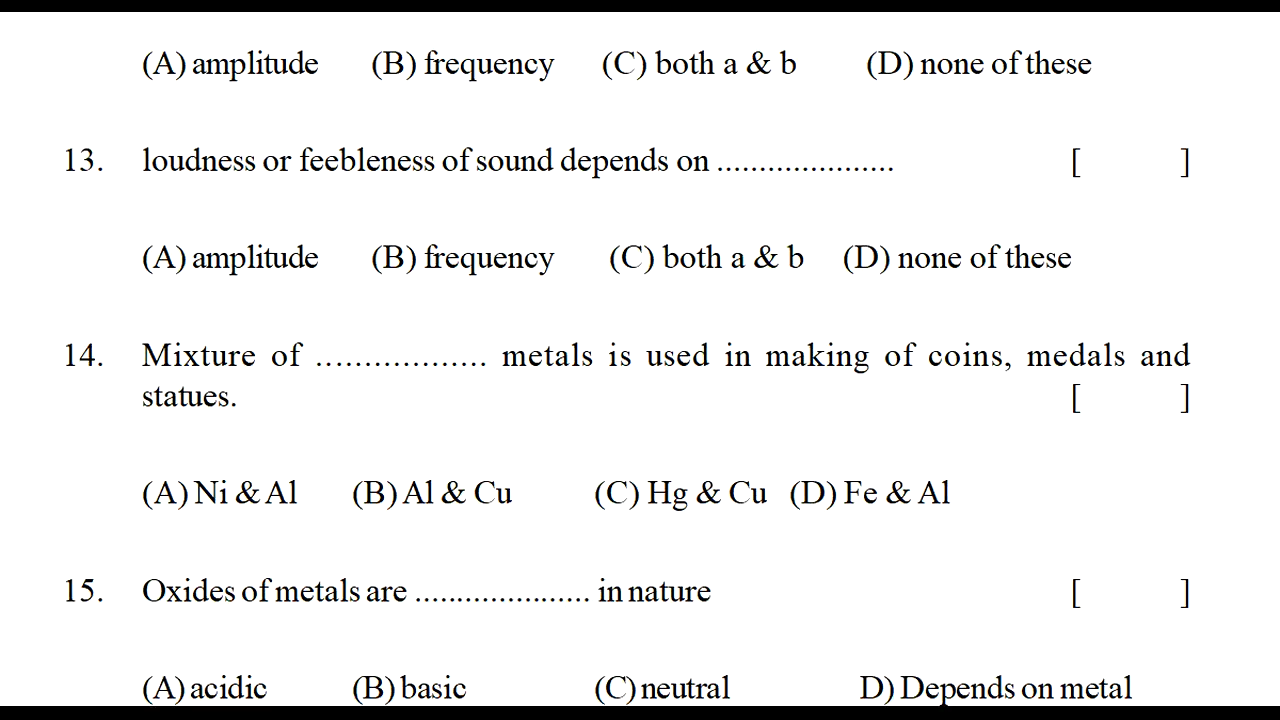 (A) amplitude (B) frequency (C) both a & b (D) none of these
13. loudness or feebleness of sound depends on ..................... [ ]
(A) amplitude (B) frequency (C) both a & b (D) none of these
14. Mixture of .................. metals is used in making of coins, medals and
statues. [ ]
(A) Ni & Al (B) Al & Cu (C) Hg & Cu (D) Fe & Al
15. Oxides of metals are ..................... in nature [ ]
(A) acidic (B) basic (C) neutral D) Depends on metal